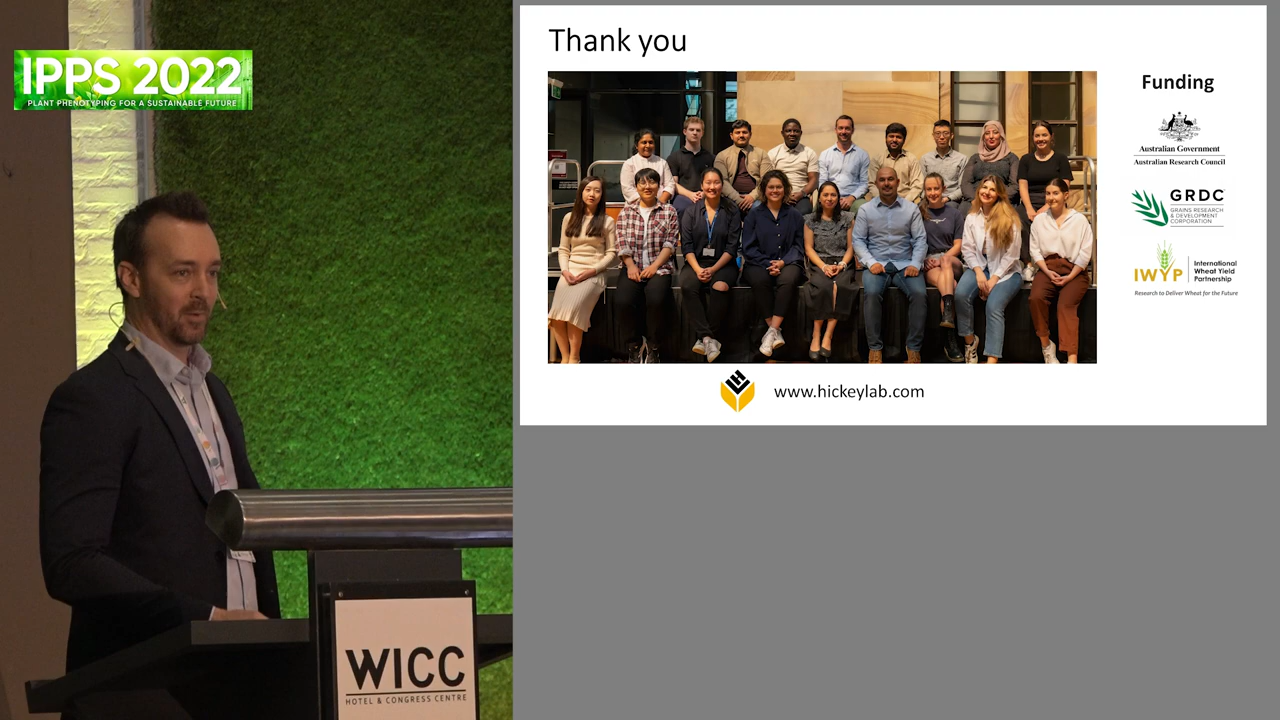 IPPS 2022
PLANT PHENOTYPING FOR A SUSTAINABLE FUTURE
Thank you
Funding
Australian Government
Australian Research Council
GRDC
GRAINS RESEARCH
& DEVELOPMENT
CORPORATION
IWYP
International
Wheat Yield
Partnership
Research to Deliver Wheat for the Future
www.hickeylab.com
WICC
HOTEL & CONGRESS CENTRE